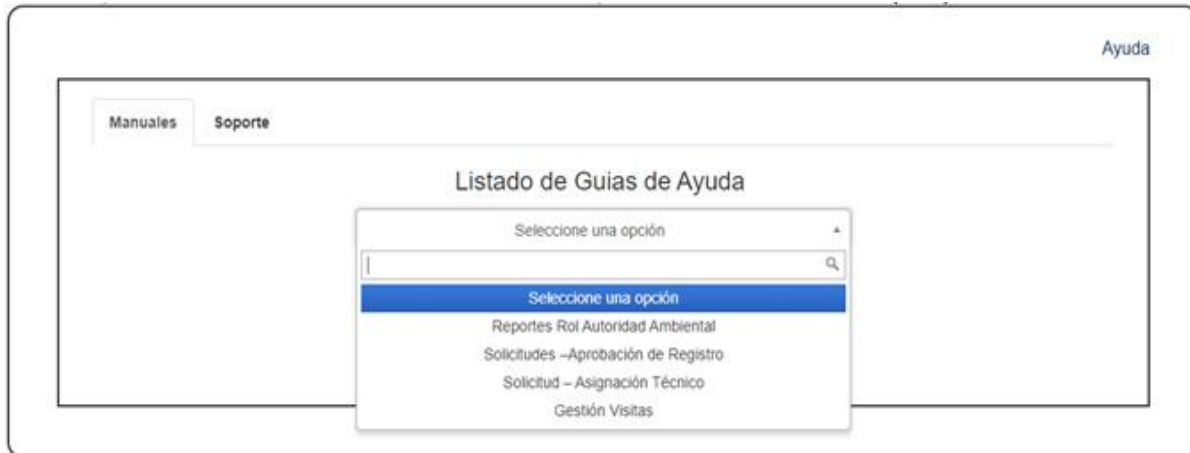 Ayuda
Manuales Soporte
Listado de Guias de Ayuda
Seleccione una opción
Seleccione una opción
Reportes Rol Autoridad Ambiental
Solicitudes –Aprobación de Registro
Solicitud – Asignación Técnico
Gestión Visitas